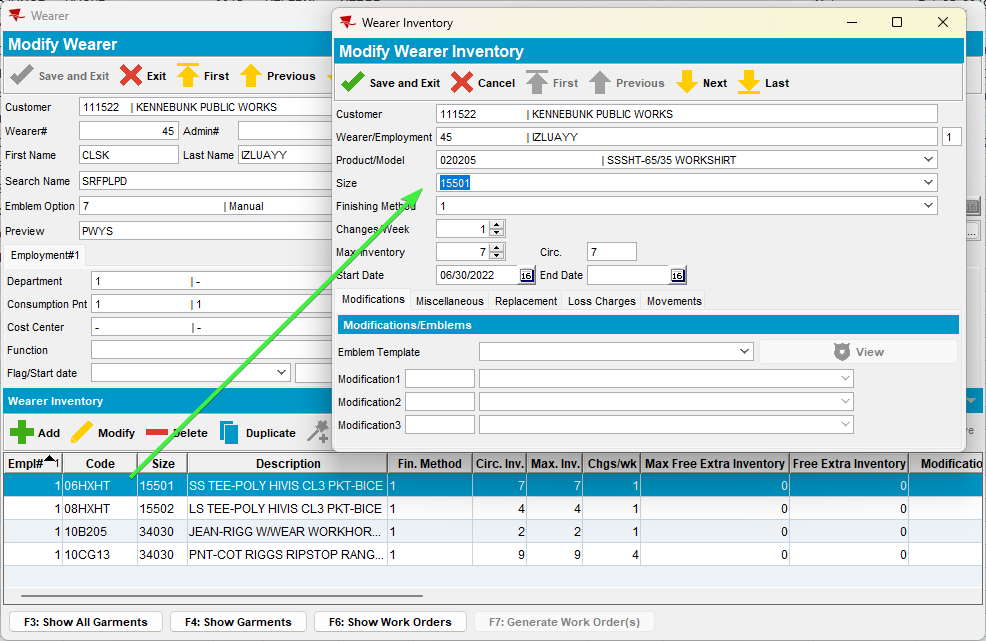 Wearer
Modify Wearer
Save and Exit Exit First Previous
Customer 111522 | KENNEBUNK PUBLIC WORKS
Wearer# 45 Admin#
First Name CLSK Last Name IZLUAYY
Search Name SRFPLPD
Emblem Option 7 | Manual
Preview PWYS
Employment#1
Department 1 | -
Consumption Pnt 1 | 1
Cost Center - | -
Function
Flag/Start date
Wearer Inventory
Add Modify Delete Duplicate
Wearer Inventory
Modify Wearer Inventory
Save and Exit Cancel First Previous Next Last
Customer 111522 | KENNEBUNK PUBLIC WORKS
Wearer/Employment 45 | IZLUAYY 1
Product/Model 020205 | SSSHT-65/35 WORKSHIRT
Size 15501
Finishing Method 1
Changes/Week 1
Max Inventory 7 Circ. 7
Start Date 06/30/2022 16 End Date 16
Modifications Miscellaneous Replacement Loss Charges Movements
Modifications/Emblems
Emblem Template View
Modification1
Modification2
Modification3
Empl# 1 Code Size Description Fin. Method Circ. Inv. Max. Inv. Chgs/wk Max Free Extra Inventory Free Extra Inventory Modificatio
1 06HXHT 15501 SS TEE-POLY HIVIS CL3 PKT-BICE 1 7 7 1 0 0
1 08HXHT 15502 LS TEE-POLY HIVIS CL3 PKT-BICE 1 4 4 1 0 0
1 10B205 34030 JEAN-RIGG W/WEAR WORKHOR... 1 2 2 1 0 0
1 10CG13 34030 PNT-COT RIGGS RIPSTOP RANG... 1 9 9 4 0 0
F3: Show All Garments F4: Show Garments F6: Show Work Orders F7: Generate Work Order(s)